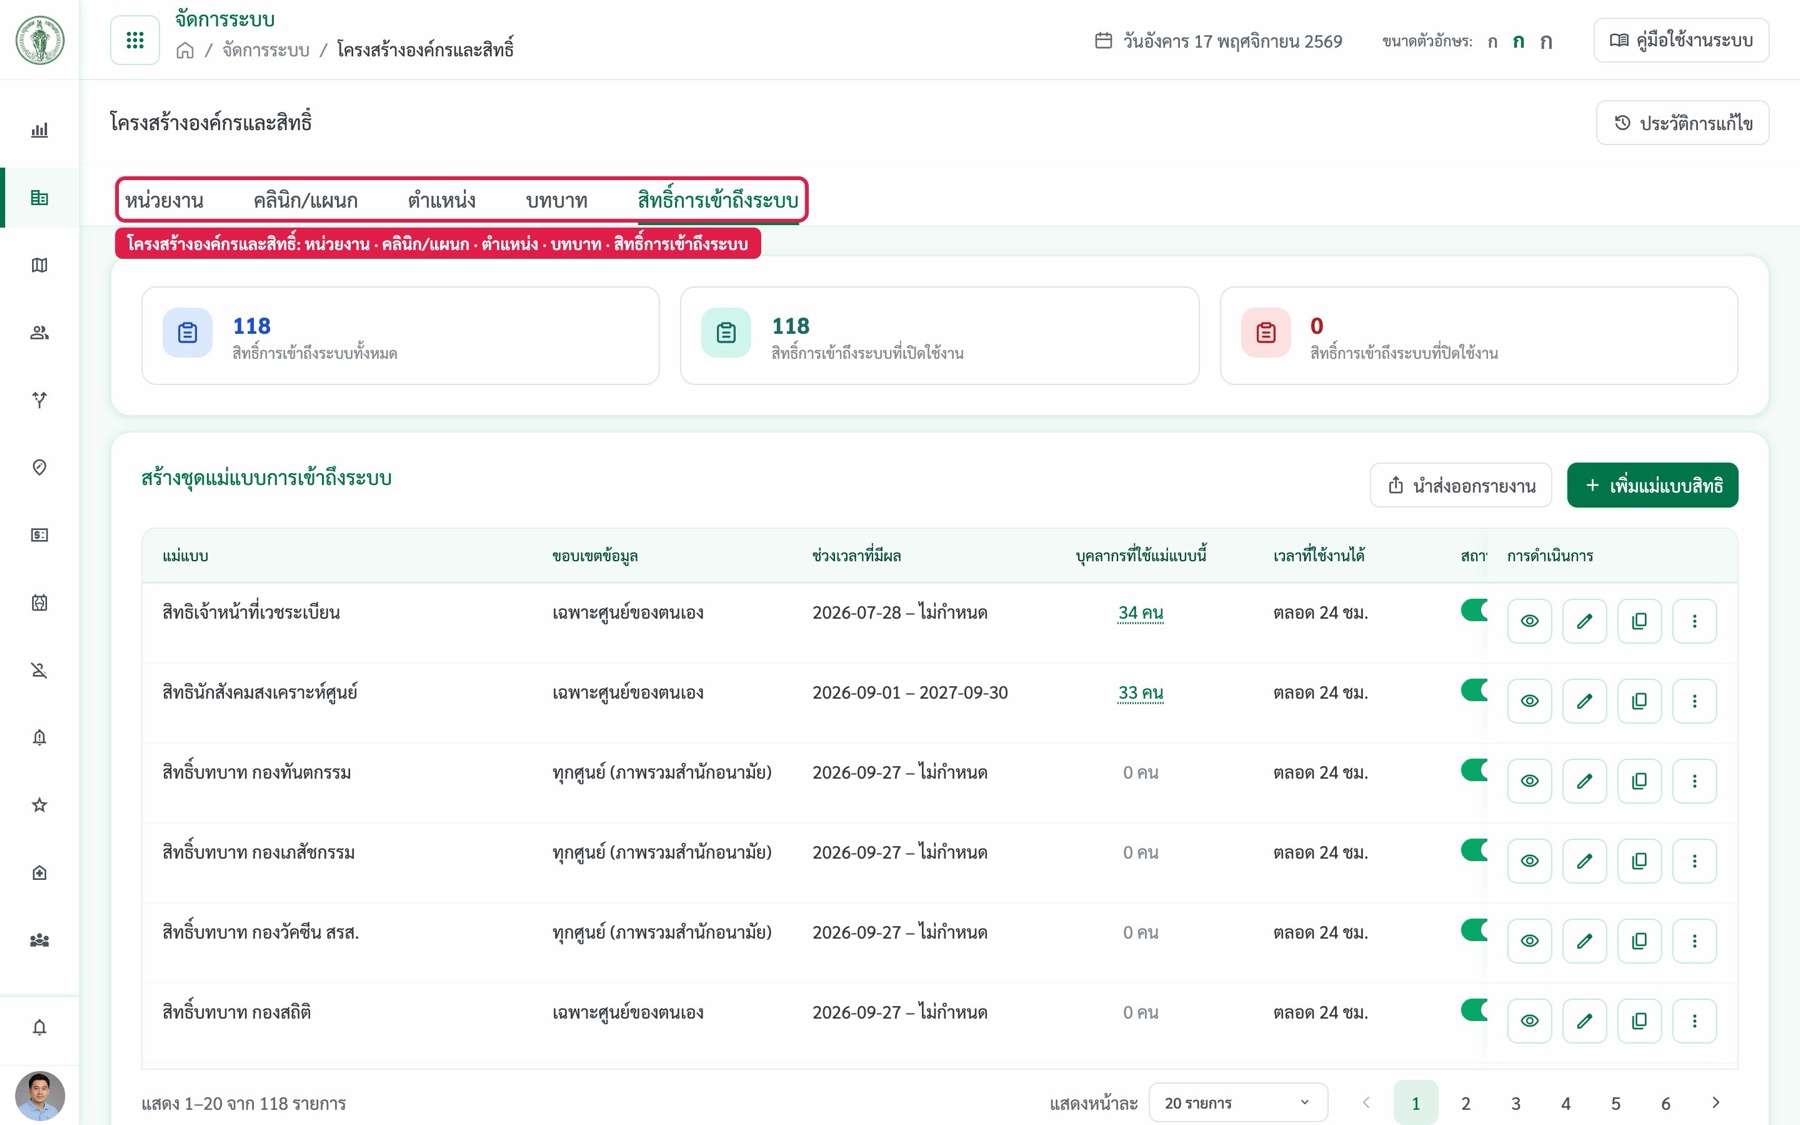 จัดการระบบ
/ จัดการระบบ / โครงสร้างองค์กรและสิทธิ์
วันอังคาร 17 พฤศจิกายน 2569
ขนาดตัวอักษร: ก ก ก
คู่มือใช้งานระบบ
โครงสร้างองค์กรและสิทธิ์
ประวัติการแก้ไข
หน่วยงาน คลินิก/แผนก ตำแหน่ง บทบาท สิทธิ์การเข้าถึงระบบ
โครงสร้างองค์กรและสิทธิ์: หน่วยงาน · คลินิก/แผนก · ตำแหน่ง · บทบาท · สิทธิ์การเข้าถึงระบบ
118
สิทธิ์การเข้าถึงระบบทั้งหมด
118
สิทธิ์การเข้าถึงระบบที่เปิดใช้งาน
0
สิทธิ์การเข้าถึงระบบที่ปิดใช้งาน
สร้างชุดแม่แบบการเข้าถึงระบบ
นำส่งออกรายงาน
+ เพิ่มแม่แบบสิทธิ
แม่แบบ ขอบเขตข้อมูล ช่วงเวลาที่มีผล บุคลากรที่ใช้แม่แบบนี้ เวลาที่ใช้งานได้ สถา การดำเนินการ
สิทธิเจ้าหน้าที่เวชระเบียน เฉพาะศูนย์ของตนเอง 2026-07-28 – ไม่กำหนด 34 คน ตลอด 24 ชม.
สิทธินักสังคมสงเคราะห์ศูนย์ เฉพาะศูนย์ของตนเอง 2026-09-01 – 2027-09-30 33 คน ตลอด 24 ชม.
สิทธิ์บทบาท กองทันตกรรม ทุกศูนย์ (ภาพรวมสำนักอนามัย) 2026-09-27 – ไม่กำหนด 0 คน ตลอด 24 ชม.
สิทธิ์บทบาท กองเภสัชกรรม ทุกศูนย์ (ภาพรวมสำนักอนามัย) 2026-09-27 – ไม่กำหนด 0 คน ตลอด 24 ชม.
สิทธิ์บทบาท กองวัคซีน สรส. ทุกศูนย์ (ภาพรวมสำนักอนามัย) 2026-09-27 – ไม่กำหนด 0 คน ตลอด 24 ชม.
สิทธิ์บทบาท กองสถิติ เฉพาะศูนย์ของตนเอง 2026-09-27 – ไม่กำหนด 0 คน ตลอด 24 ชม.
แสดง 1–20 จาก 118 รายการ
แสดงหน้าละ 20 รายการ
1 2 3 4 5 6